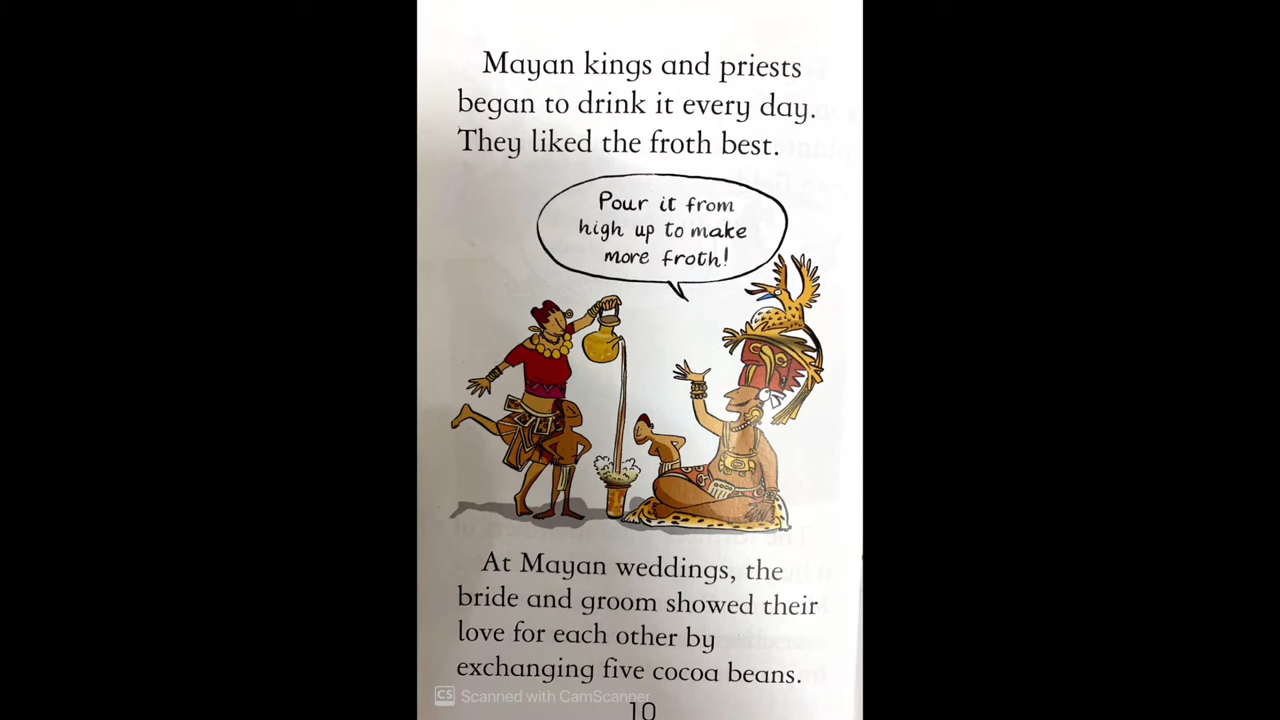 Mayan kings and priests
began to drink it every day.
They liked the froth best.
Pour it from
high up to make
more froth!
At Mayan weddings, the
bride and groom showed their
love for each other by
exchanging five cocoa beans.
CS Scanned with CamScanner
10